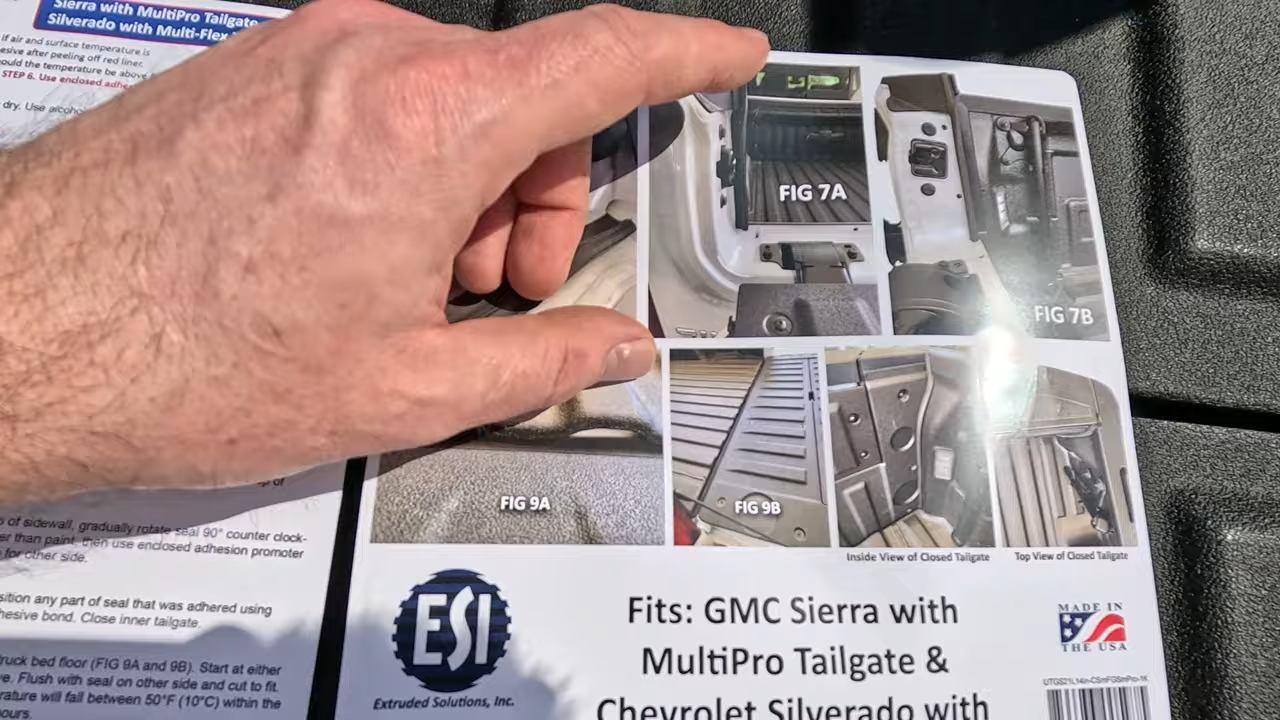 Sierra with MultiPro Tailgate
Silverado with Multi-Flex
if air and surface temperature is
esive after peeling off red liner.
ould the temperature be above
STEP 6. Use enclosed adhe
dry. Use alcoho
p of
p of sidewall, gradually rotate seal 90° counter clock-
er than paint, then use enclosed adhesion promoter
for other side.
sition any part of seal that was adhered using
hesive bond. Close inner tailgate.
ruck bed floor (FIG 9A and 9B). Start at either
ve. Flush with seal on other side and cut to fit.
rature will fall between 50°F (10°C) within the
ours.
FIG 7A
FIG 7B
FIG 9A
FIG 9B
Inside View of Closed Tailgate
Top View of Closed Tailgate
ESI
Extruded Solutions, Inc.
Fits: GMC Sierra with
MultiPro Tailgate &
Chevrolet Silverado with
MADE IN
THE USA